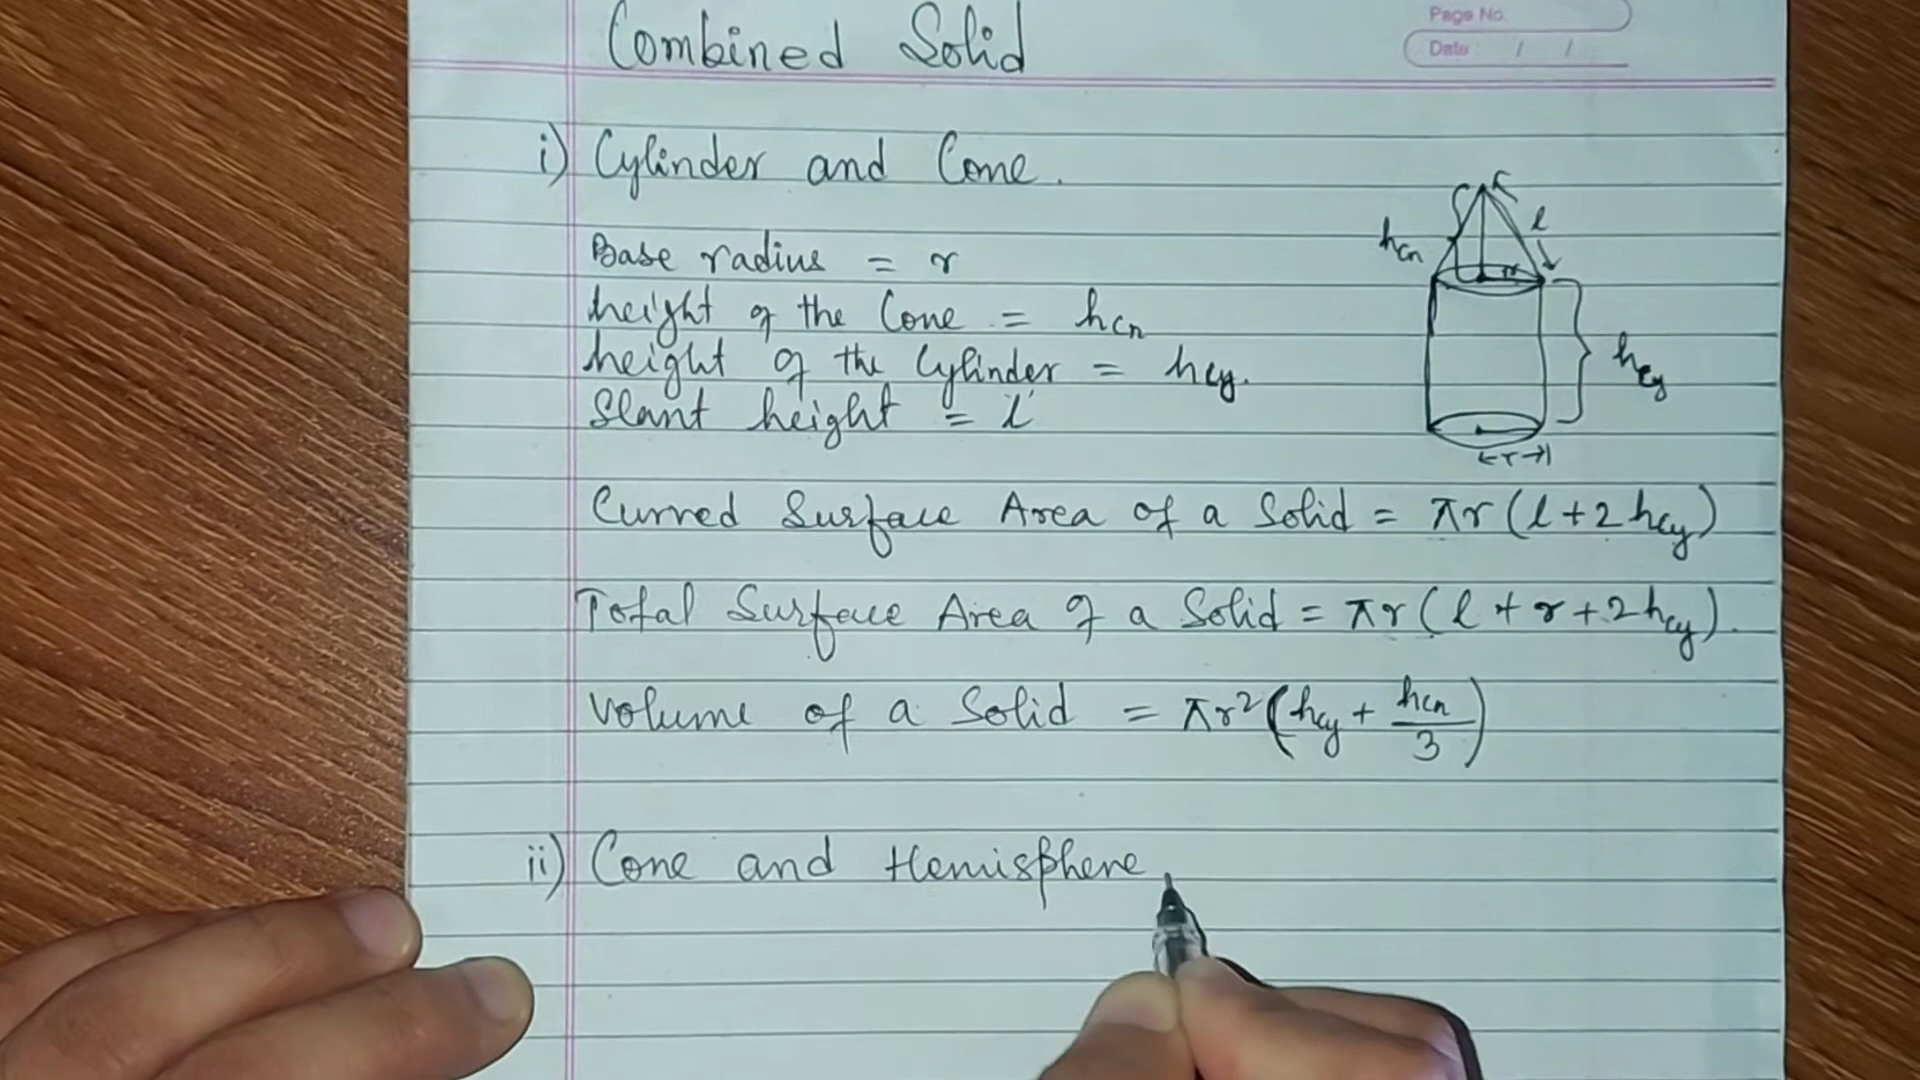 Combined Solid
Page No.
Date : / /
i) Cylinder and Cone.
Base radius = r
height of the Cone = hcn
height of the Cylinder = hcy.
Slant height = l
hcn
l
r
hcy
←r→|
Curved Surface Area of a Solid = πr(l+2hcy)
Total Surface Area of a Solid = πr(l+r+2hcy).
Volume of a Solid = πr²(hcy + hcn/3)
ii) Cone and Hemisphere